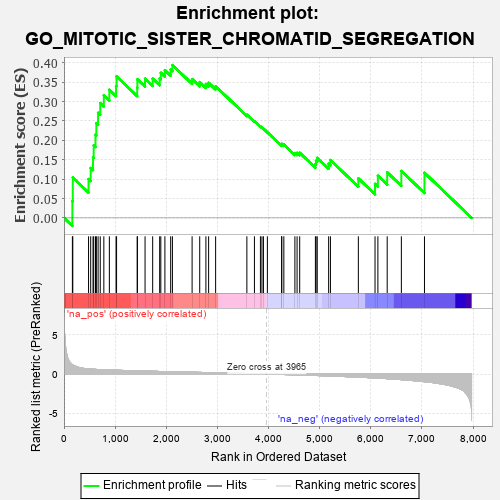 Enrichment plot:
GO_MITOTIC_SISTER_CHROMATID_SEGREGATION
Enrichment score (ES)
0.40
0.35
0.30
0.25
0.20
0.15
0.10
0.05
0.00
'na_pos' (positively correlated)
Ranked list metric (PreRanked)
5
0
-5
Zero cross at 3965
'na_neg' (negatively correlated)
0
1,000
2,000
3,000
4,000
5,000
6,000
7,000
8,000
Rank in Ordered Dataset
Enrichment profile
Hits
Ranking metric scores